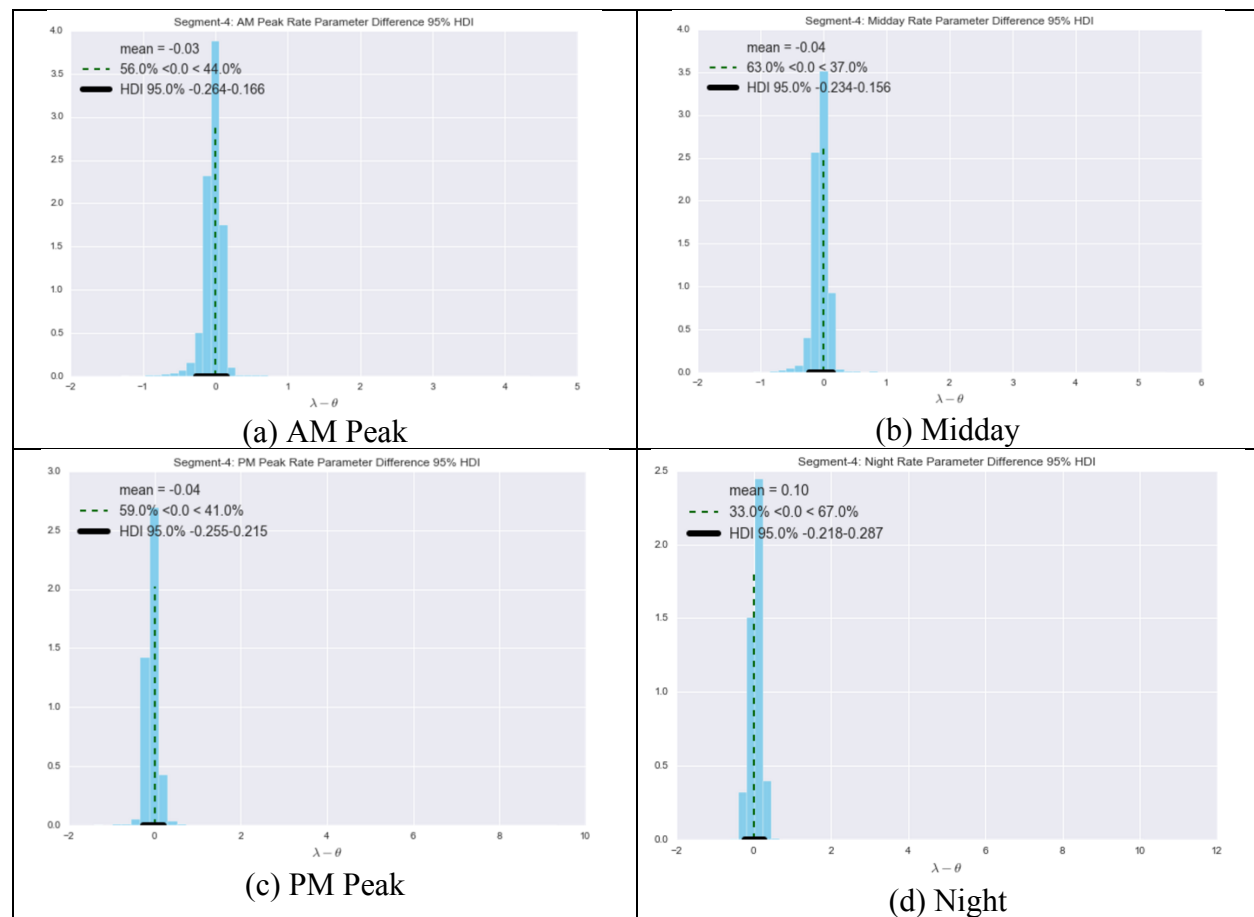 Segment-4: AM Peak Rate Parameter Difference 95% HDI
4.0
3.5
3.0
2.5
2.0
1.5
1.0
0.5
0.0
mean = -0.03
56.0% <0.0 < 44.0%
HDI 95.0% -0.264-0.166
−2 −1 0 1 2 3 4 5
λ − θ
(a) AM Peak
Segment-4: Midday Rate Parameter Difference 95% HDI
4.0
3.5
3.0
2.5
2.0
1.5
1.0
0.5
0.0
mean = -0.04
63.0% <0.0 < 37.0%
HDI 95.0% -0.234-0.156
−2 −1 0 1 2 3 4 5 6
λ − θ
(b) Midday
Segment-4: PM Peak Rate Parameter Difference 95% HDI
3.0
2.5
2.0
1.5
1.0
0.5
0.0
mean = -0.04
59.0% <0.0 < 41.0%
HDI 95.0% -0.255-0.215
−2 0 2 4 6 8 10
λ − θ
(c) PM Peak
Segment-4: Night Rate Parameter Difference 95% HDI
2.5
2.0
1.5
1.0
0.5
0.0
mean = 0.10
33.0% <0.0 < 67.0%
HDI 95.0% -0.218-0.287
−2 0 2 4 6 8 10 12
λ − θ
(d) Night